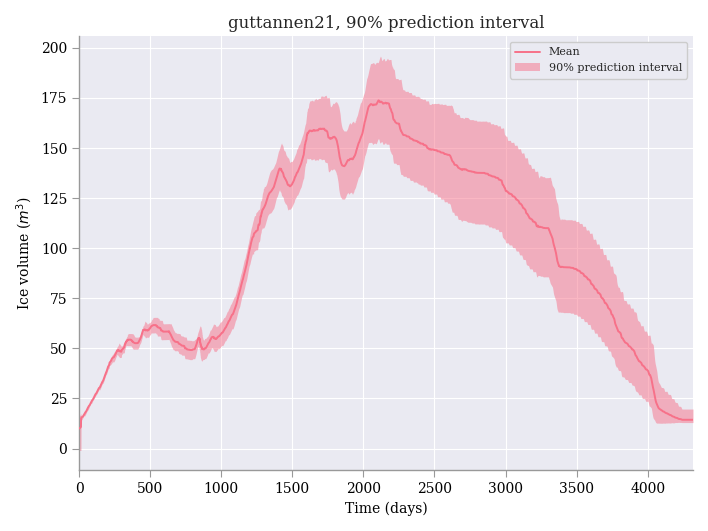 guttannen21, 90% prediction interval
Mean
90% prediction interval
Ice volume (m³)
200
175
150
125
100
75
50
25
0
0 500 1000 1500 2000 2500 3000 3500 4000
Time (days)